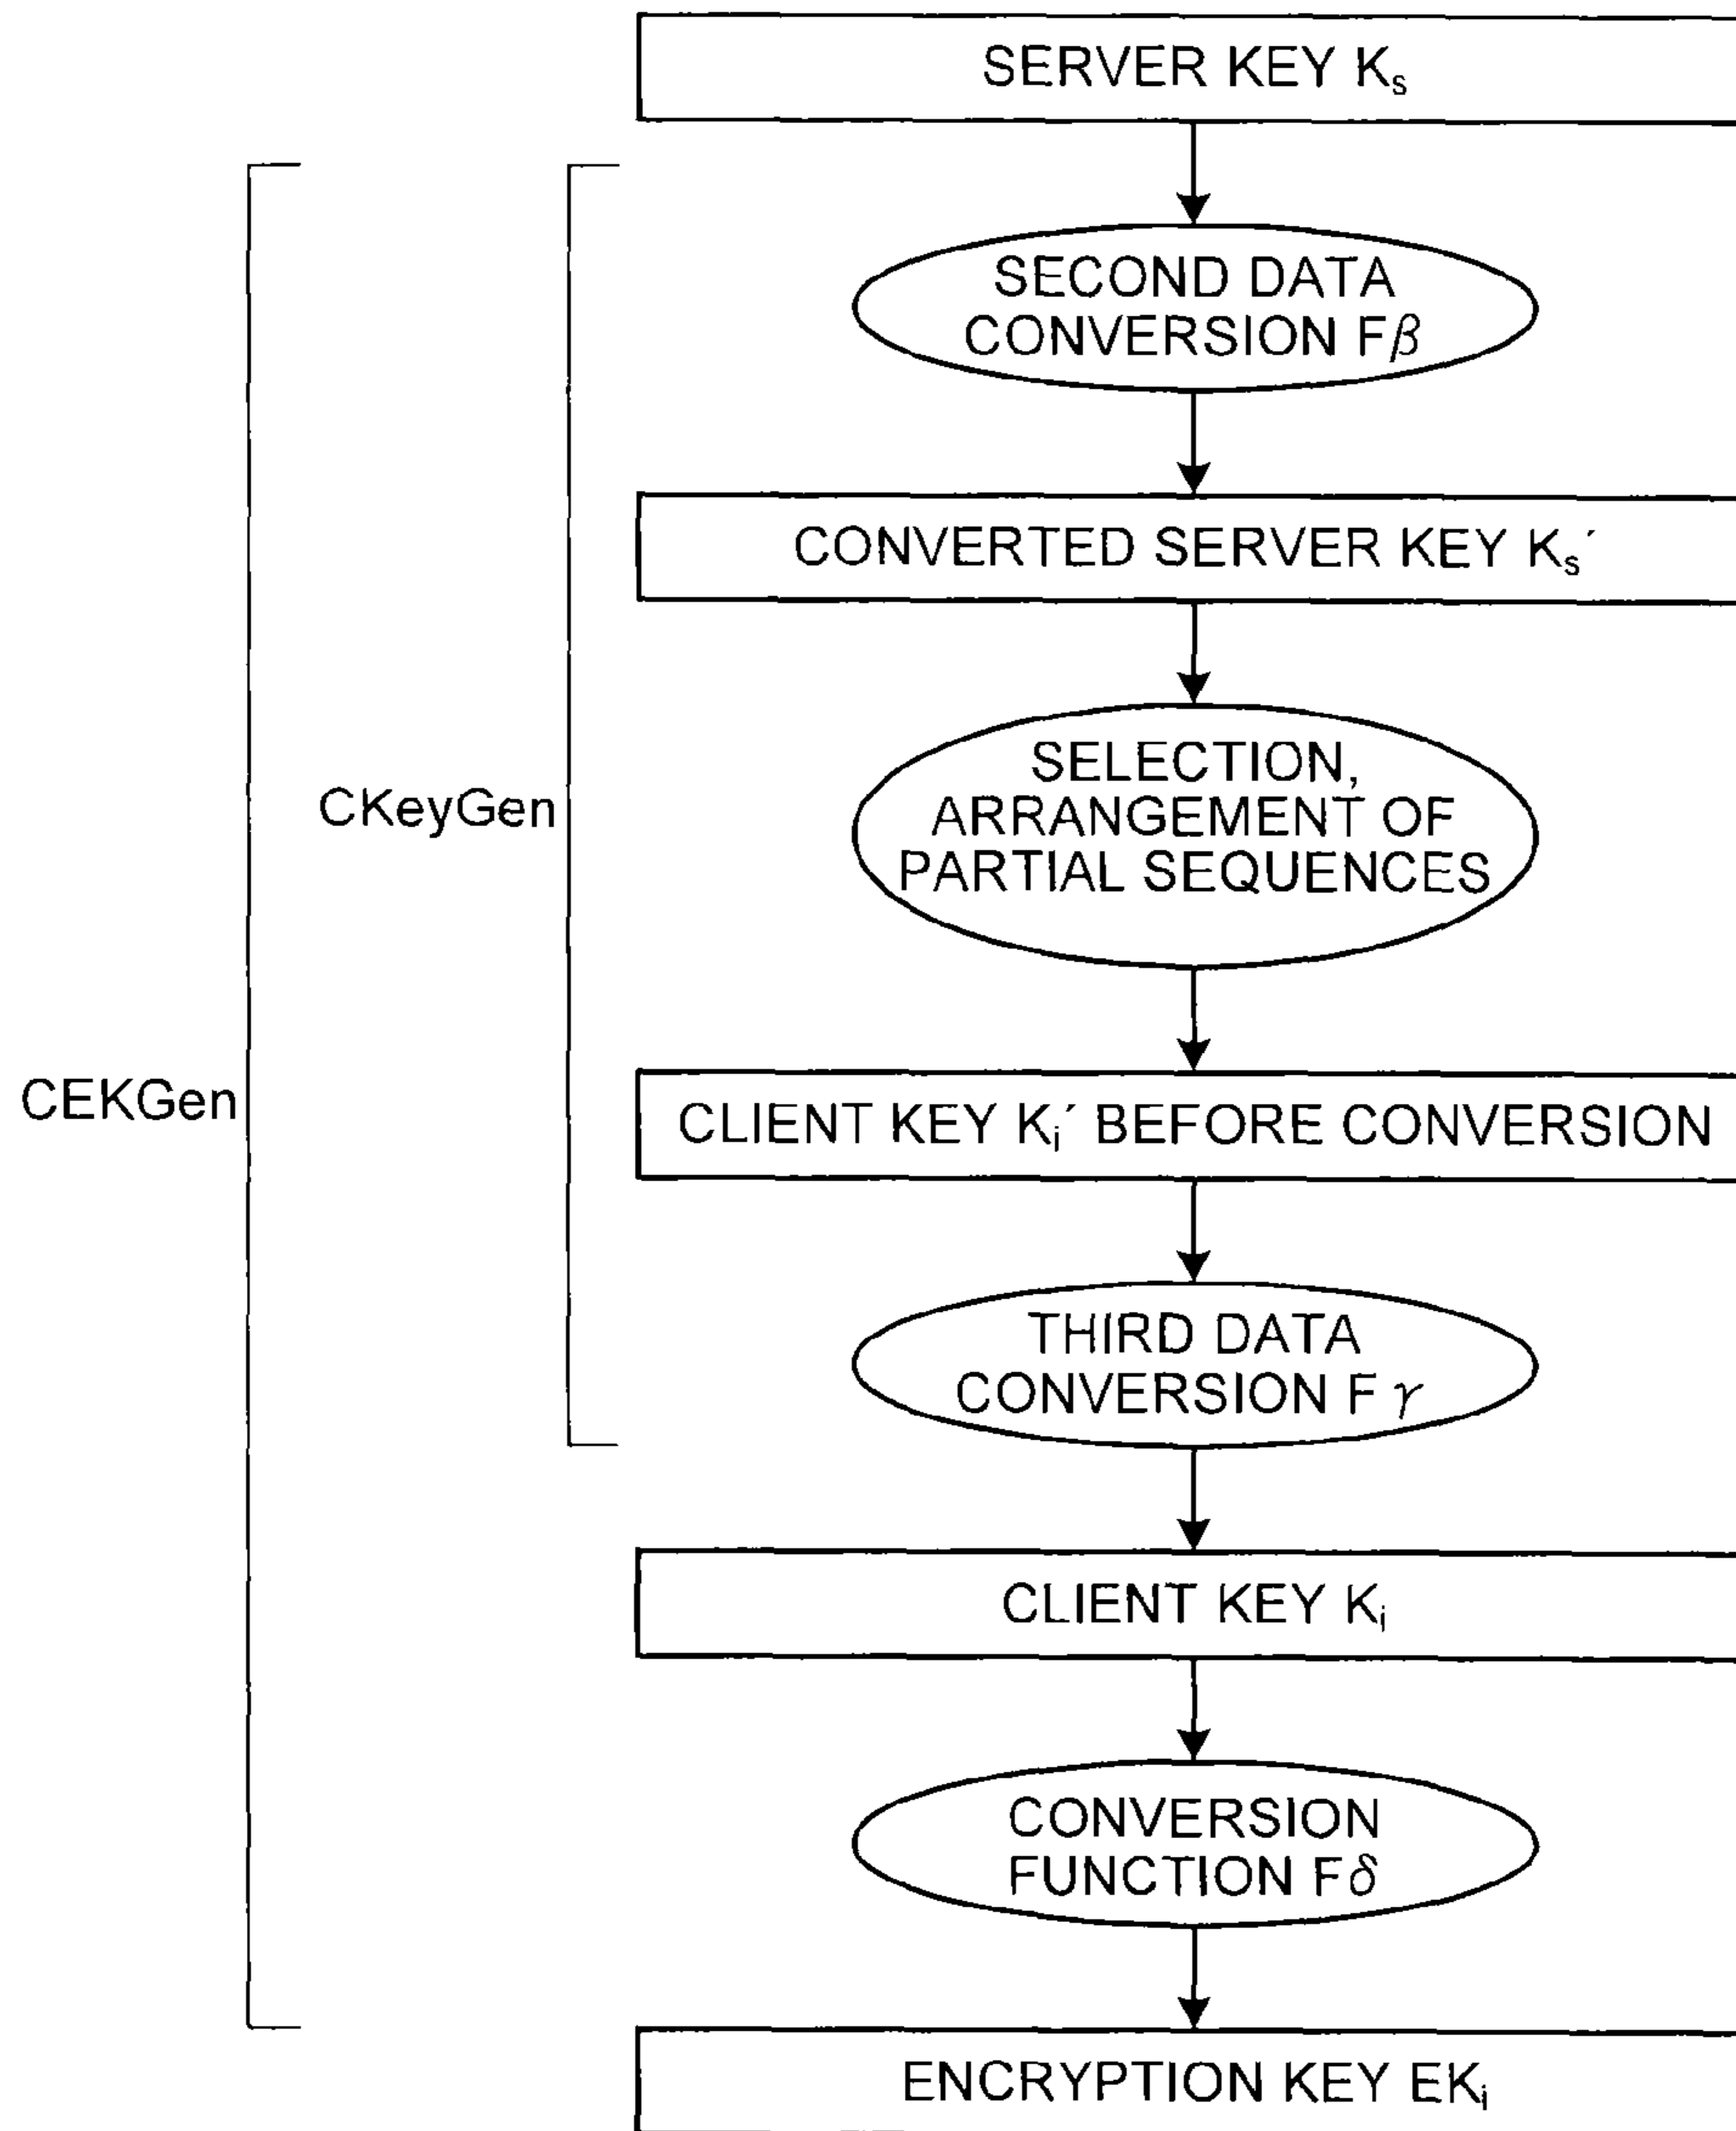 SERVER KEY Kₛ
SECOND DATA
CONVERSION Fβ
CONVERTED SERVER KEY Kₛ′
SELECTION,
ARRANGEMENT OF
PARTIAL SEQUENCES
CKeyGen
CEKGen
CLIENT KEY Kᵢ′ BEFORE CONVERSION
THIRD DATA
CONVERSION F γ
CLIENT KEY Kᵢ
CONVERSION
FUNCTION Fδ
ENCRYPTION KEY EKᵢ